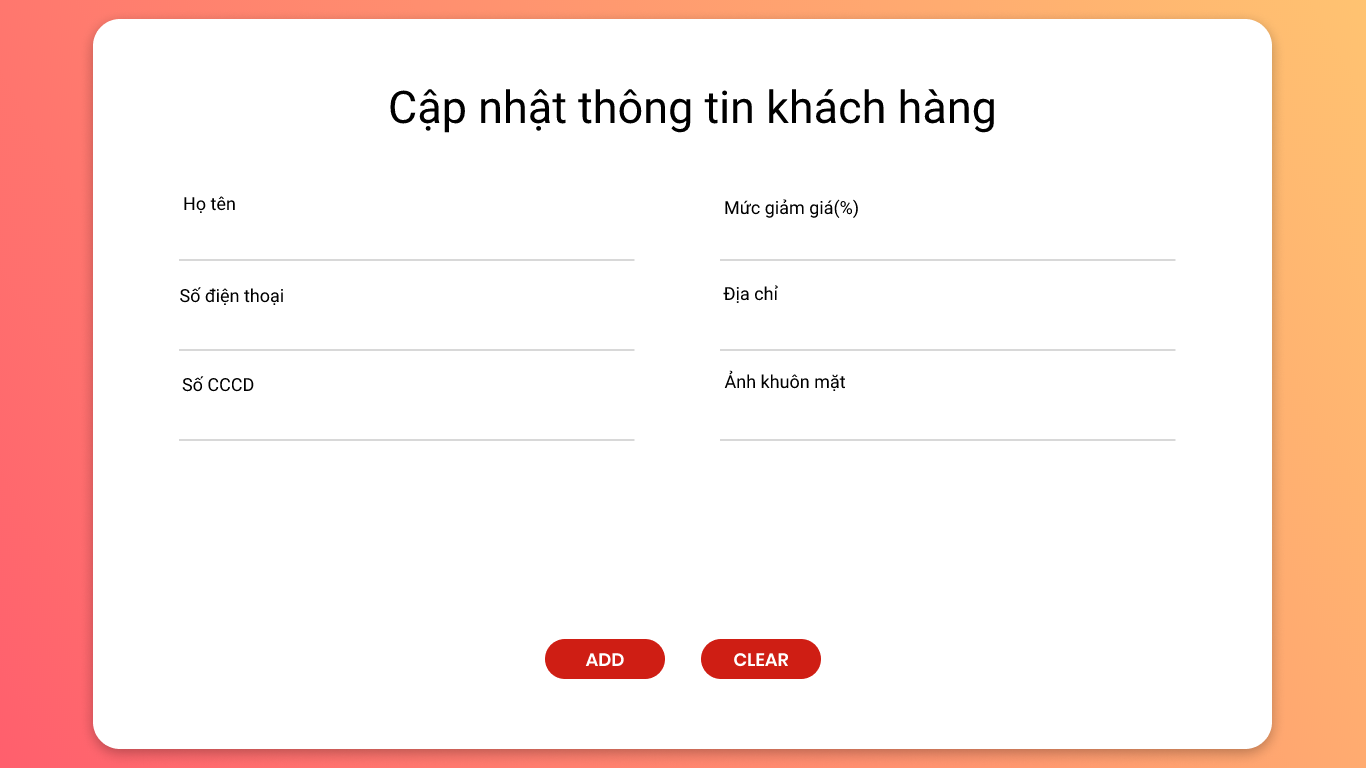 Cập nhật thông tin khách hàng
Họ tên
Mức giảm giá(%)
Số điện thoại
Địa chỉ
Số CCCD
Ảnh khuôn mặt
ADD
CLEAR